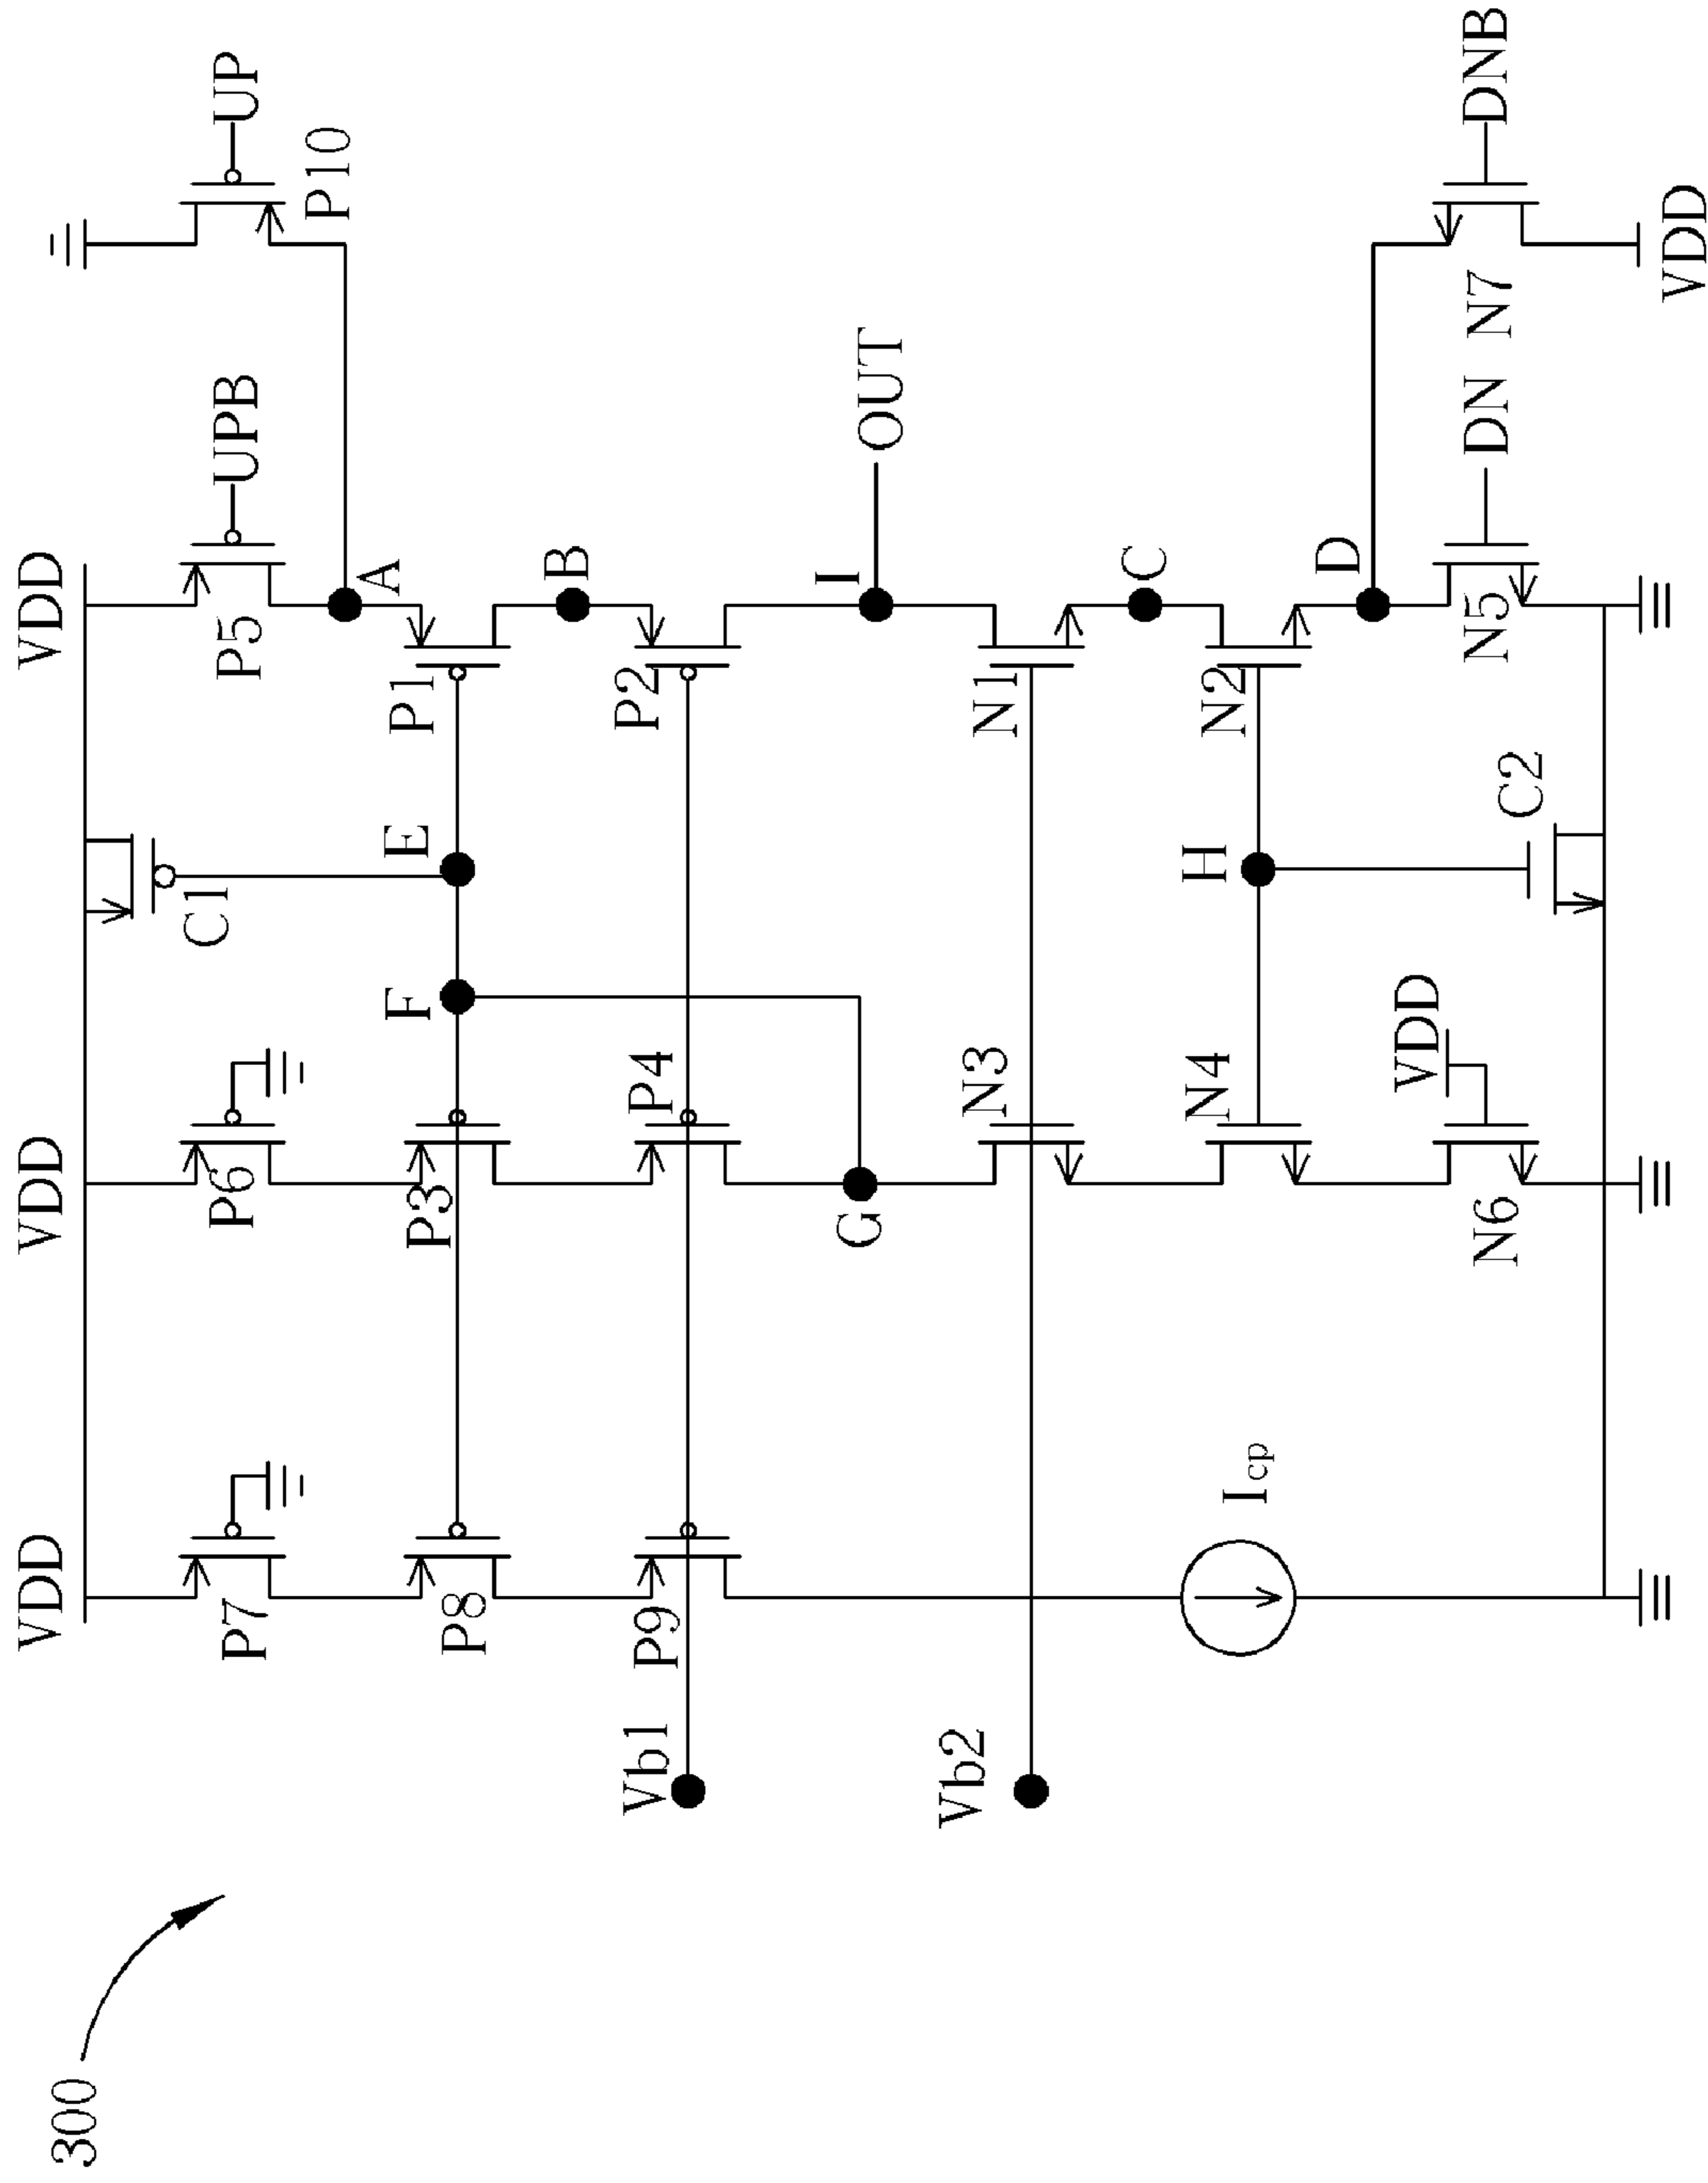 300
VDD
VDD
VDD
P7
P6
P5
UPB
UP
P10
C1
A
P8
P3
F
E
P1
B
Vb1
P9
P4
P2
G
I
OUT
Vb2
N3
N1
C
Icp
N4
H
N2
D
VDD
N6
C2
N5
DN
N7
DNB
VDD